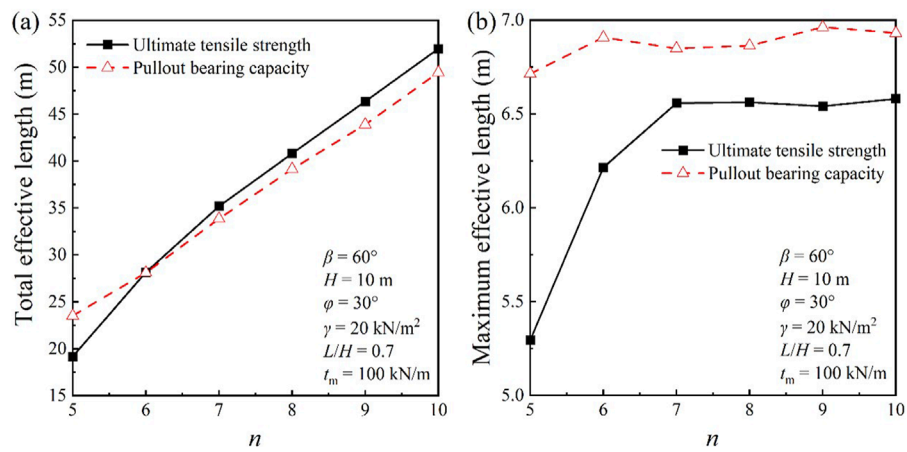 (a)
55
50
45
40
35
30
25
20
15
Total effective length (m)
Ultimate tensile strength
Pullout bearing capacity
β = 60°
H = 10 m
φ = 30°
γ = 20 kN/m²
L/H = 0.7
tm = 100 kN/m
5 6 7 8 9 10
n
(b)
7.0
6.5
6.0
5.5
5.0
Maximum effective length (m)
Ultimate tensile strength
Pullout bearing capacity
β = 60°
H = 10 m
φ = 30°
γ = 20 kN/m²
L/H = 0.7
tm = 100 kN/m
5 6 7 8 9 10
n